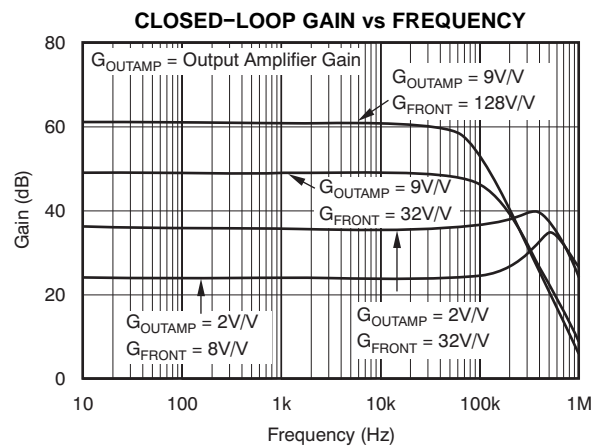 CLOSED–LOOP GAIN vs FREQUENCY
80
60
40
20
0
Gain (dB)
G_OUTAMP = Output Amplifier Gain
G_OUTAMP = 9V/V
G_FRONT = 128V/V
G_OUTAMP = 9V/V
G_FRONT = 32V/V
G_OUTAMP = 2V/V
G_FRONT = 8V/V
G_OUTAMP = 2V/V
G_FRONT = 32V/V
10 100 1k 10k 100k 1M
Frequency (Hz)